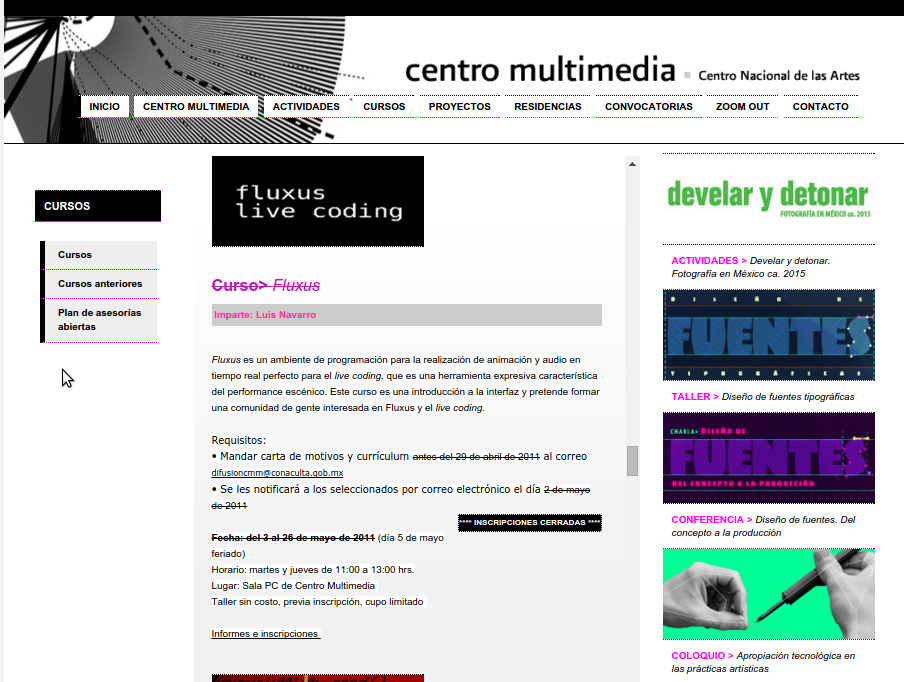 centro multimedia
Centro Nacional de las Artes
INICIO
CENTRO MULTIMEDIA
ACTIVIDADES
CURSOS
PROYECTOS
RESIDENCIAS
CONVOCATORIAS
ZOOM OUT
CONTACTO
CURSOS
Cursos
Cursos anteriores
Plan de asesorías
abiertas
fluxus
live coding
Curso> Fluxus
Imparte: Luis Navarro
Fluxus es un ambiente de programación para la realización de animación y audio en
tiempo real perfecto para el live coding, que es una herramienta expresiva característica
del performance escénico. Este curso es una introducción a la interfaz y pretende formar
una comunidad de gente interesada en Fluxus y el live coding.
Requisitos:
• Mandar carta de motivos y currículum antes del 29 de abril de 2011 al correo
difusioncmm@conaculta.gob.mx
• Se les notificará a los seleccionados por correo electrónico el día 2 de mayo
de 2011
**** INSCRIPCIONES CERRADAS ****
Fecha: del 3 al 26 de mayo de 2011 (día 5 de mayo
feriado)
Horario: martes y jueves de 11:00 a 13:00 hrs.
Lugar: Sala PC de Centro Multimedia
Taller sin costo, previa inscripción, cupo limitado
Informes e inscripciones
develar y detonar
FOTOGRAFÍA EN MÉXICO ca. 2015
ACTIVIDADES > Develar y detonar.
Fotografía en México ca. 2015
DISEÑO DE
FUENTES
TIPOGRÁFICAS
TALLER > Diseño de fuentes tipográficas
CHARLA> DISEÑO DE
FUENTES
DEL CONCEPTO A LA PRODUCCIÓN
CONFERENCIA > Diseño de fuentes. Del
concepto a la producción
COLOQUIO > Apropiación tecnológica en
las prácticas artísticas